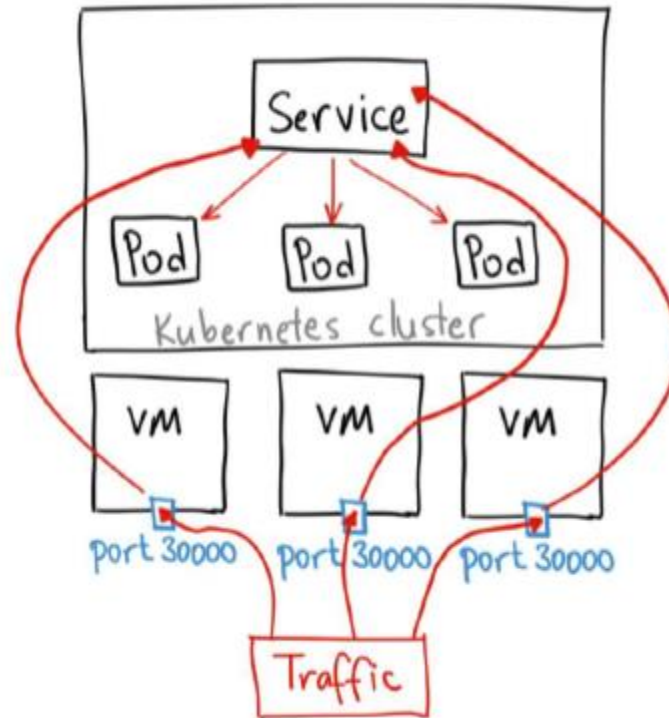 Service
Pod Pod Pod
Kubernetes cluster
VM VM VM
port 30000 port 30000 port 30000
Traffic